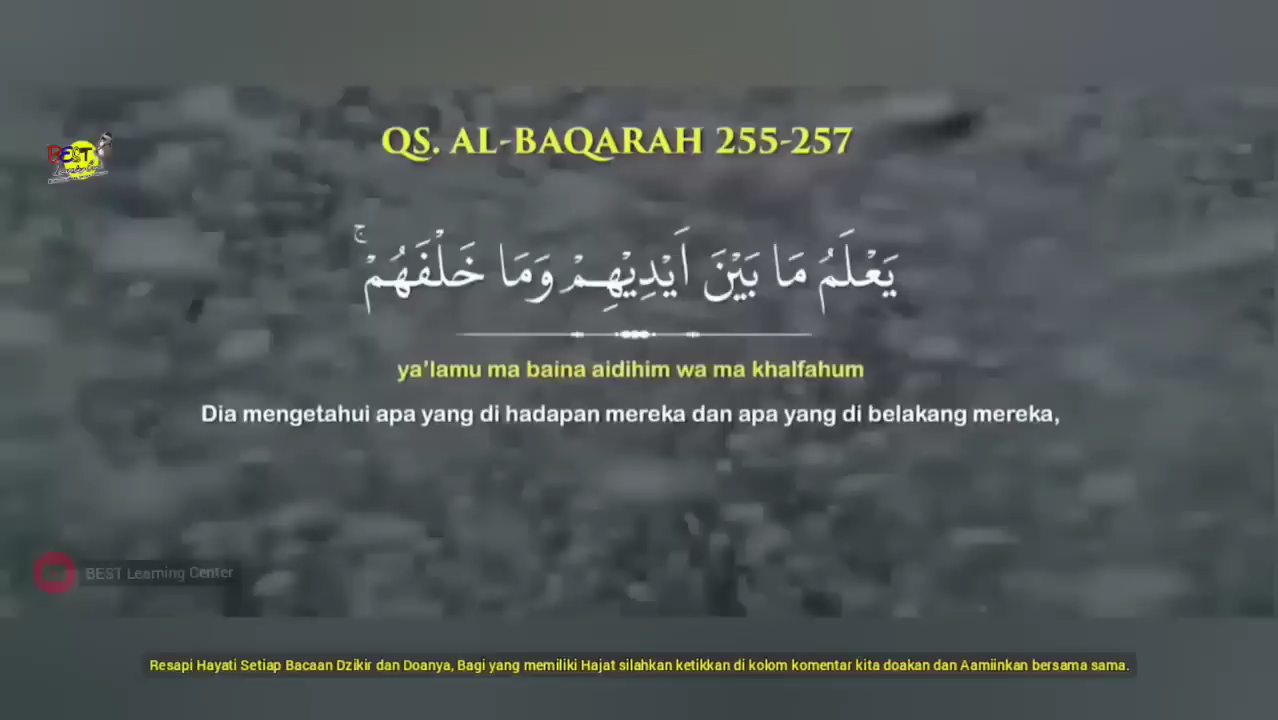 QS. AL-BAQARAH 255-257
BEST
يَعْلَمُ مَا بَيْنَ اَيْدِيْهِمْ وَمَا خَلْفَهُمْۚ
ya’lamu ma baina aidihim wa ma khalfahum
Dia mengetahui apa yang di hadapan mereka dan apa yang di belakang mereka,
BEST Learning Center
Resapi Hayati Setiap Bacaan Dzikir dan Doanya, Bagi yang memiliki Hajat silahkan ketikkan di kolom komentar kita doakan dan Aamiinkan bersama sama.